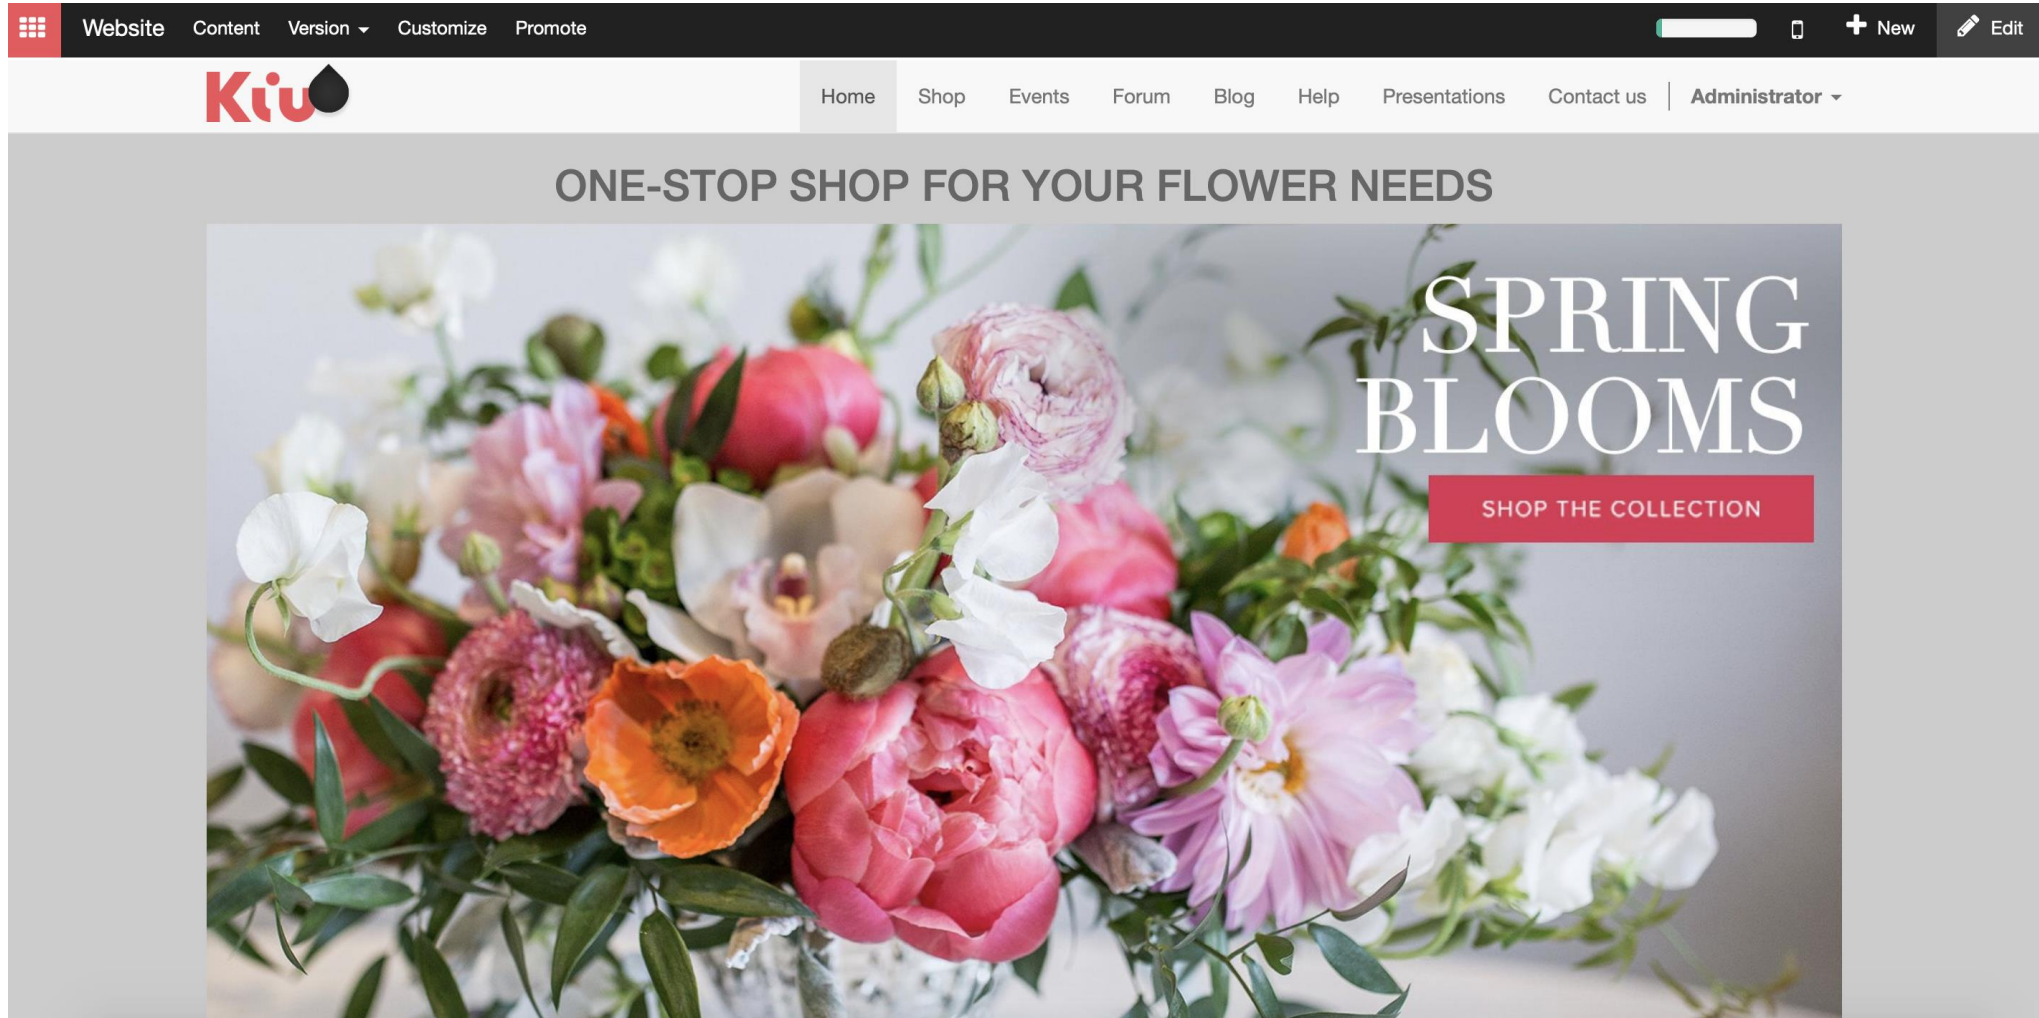 Website Content Version Customize Promote New Edit
Kiu
Home Shop Events Forum Blog Help Presentations Contact us Administrator
ONE-STOP SHOP FOR YOUR FLOWER NEEDS
SPRING
BLOOMS
SHOP THE COLLECTION